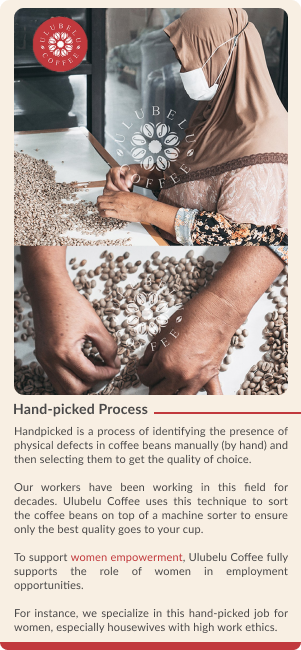 ULUBELU
COFFEE
ULUBELU
COFFEE
COFFEE
Hand-picked Process
Handpicked is a process of identifying the presence of
physical defects in coffee beans manually (by hand) and
then selecting them to get the quality of choice.
Our workers have been working in this field for
decades. Ulubelu Coffee uses this technique to sort
the coffee beans on top of a machine sorter to ensure
only the best quality goes to your cup.
To support women empowerment, Ulubelu Coffee fully
supports the role of women in employment
opportunities.
For instance, we specialize in this hand-picked job for
women, especially housewives with high work ethics.